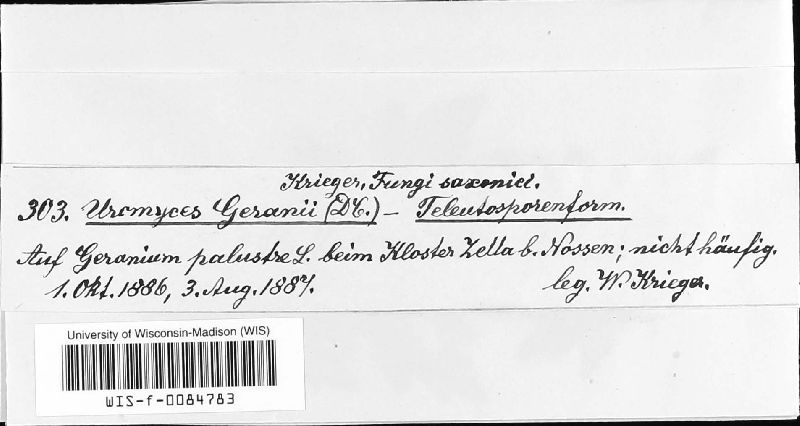 Krieger, Fungi saxonici.
303. Uromyces Geranii (DC.) – Teleutosporenform.
Auf Geranium palustre L. beim Kloster Zella b. Nossen; nicht häufig.
1. Okt. 1886, 3. Aug. 1887. leg. W. Krieger.
University of Wisconsin-Madison (WIS)
WIS-f-0084783